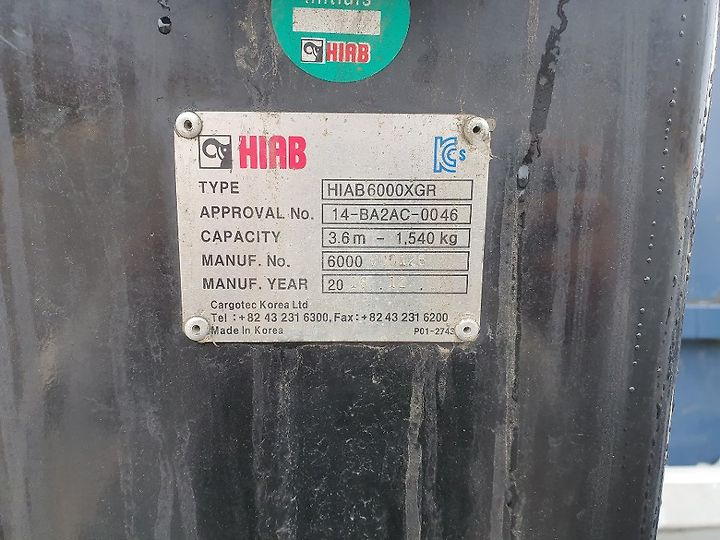 Initials
HIAB
HIAB
KCs
TYPE HIAB6000XGR
APPROVAL No. 14-BA2AC-0046
CAPACITY 3.6m - 1,540 kg
MANUF. No. 6000
MANUF. YEAR 20
Cargotec Korea Ltd
Tel :+82 43 231 6300,Fax:+82 43 231 6200
Made in Korea P01-2743